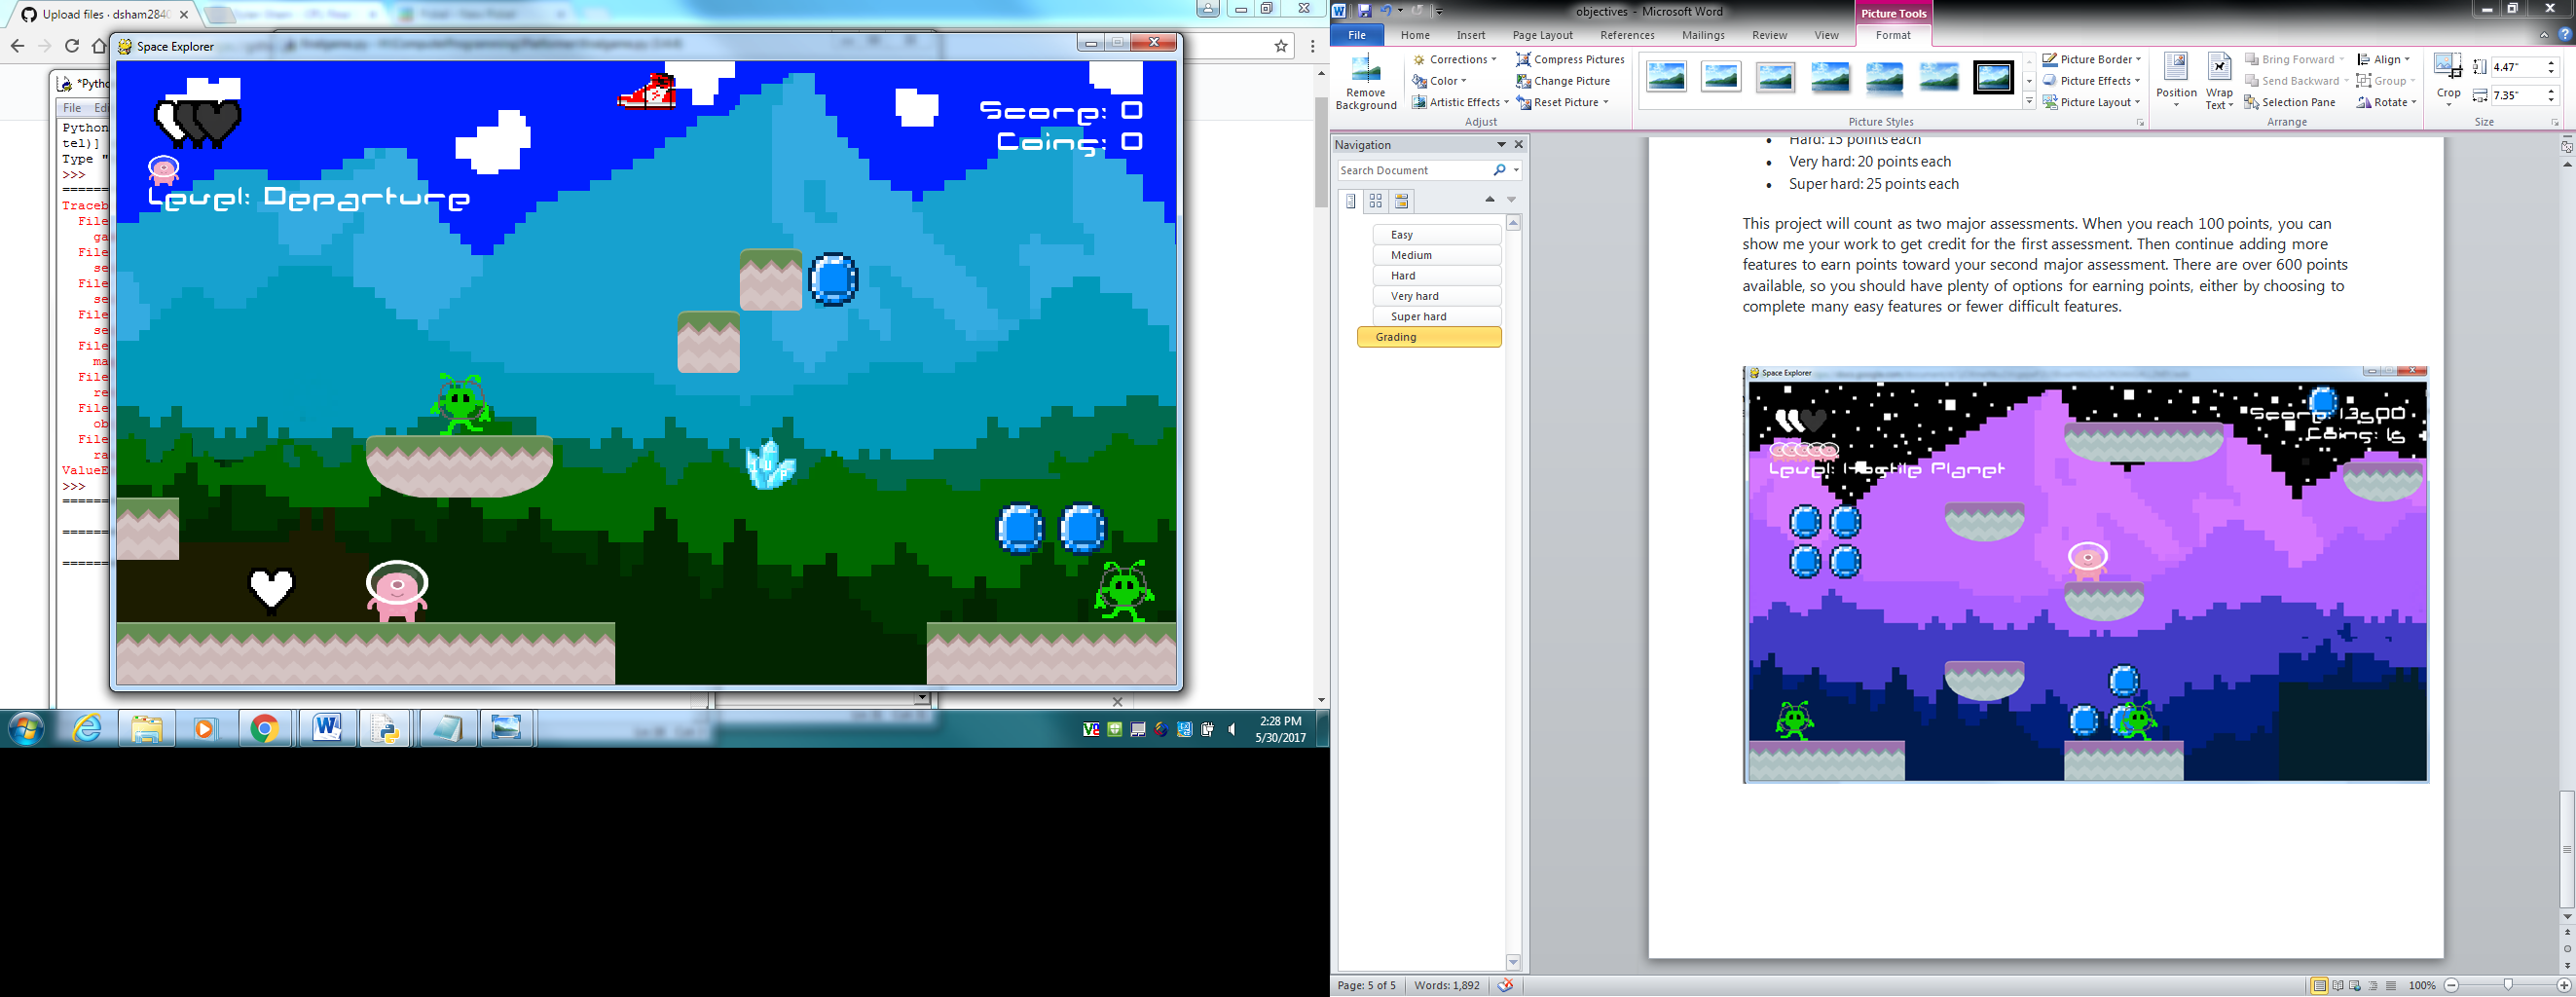 Upload files · dsham2840
Space Explorer
*Pytho
File Edi
Python
tel)]
Type "
>>>
Traceb
File
ga
File
se
File
se
File
se
File
ma
File
re
File
ob
File
ra
ValueE
>>>
Score: 0
Coins: 0
Level: Departure
2:28 PM
5/30/2017
objectives - Microsoft Word
Picture Tools
File Home Insert Page Layout References Mailings Review View Format
Remove Background
Corrections
Color
Artistic Effects
Compress Pictures
Change Picture
Reset Picture
Adjust
Picture Styles
Picture Border
Picture Effects
Picture Layout
Position
Wrap Text
Bring Forward
Send Backward
Selection Pane
Align
Group
Rotate
Arrange
Crop
4.47"
7.35"
Size
Navigation
Search Document
Easy
Medium
Hard
Very hard
Super hard
Grading
• Hard: 15 points each
• Very hard: 20 points each
• Super hard: 25 points each
This project will count as two major assessments. When you reach 100 points, you can
show me your work to get credit for the first assessment. Then continue adding more
features to earn points toward your second major assessment. There are over 600 points
available, so you should have plenty of options for earning points, either by choosing to
complete many easy features or fewer difficult features.
Space Explorer
Score: 13500
Coins: 16
Level: Hostile Planet
Page: 5 of 5 Words: 1,892
100%